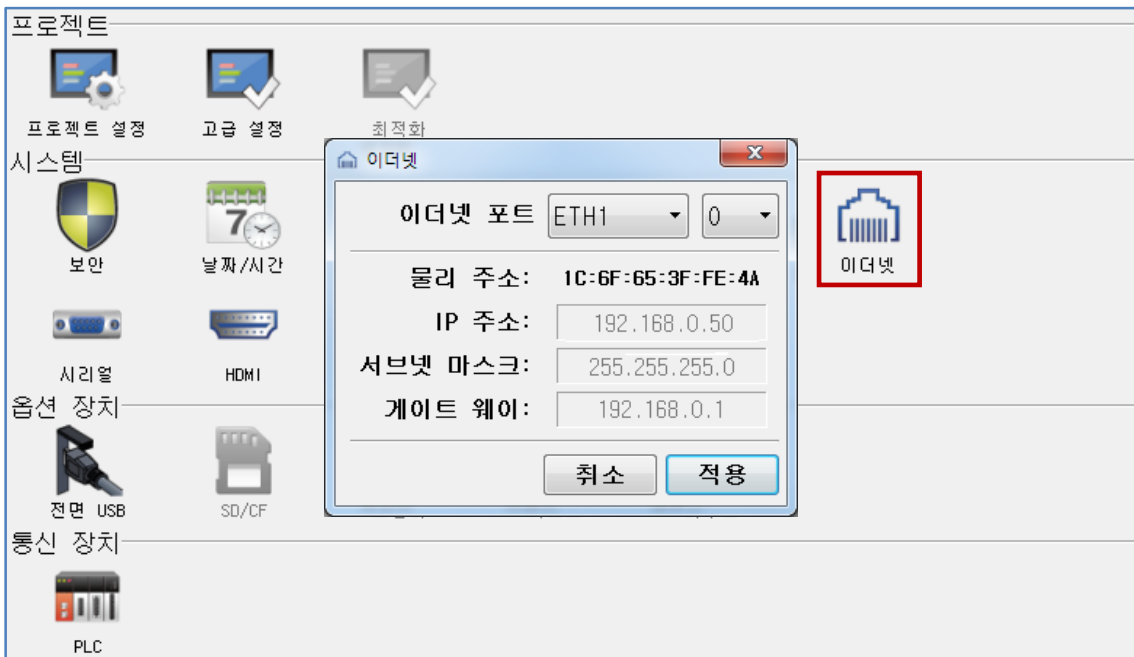 프로젝트
프로젝트 설정
고급 설정
최적화
시스템
보안
날짜/시간
이더넷
시리얼
HDMI
이더넷
이더넷 포트 ETH1 0
물리 주소: 1C:6F:65:3F:FE:4A
IP 주소: 192.168.0.50
서브넷 마스크: 255.255.255.0
게이트 웨이: 192.168.0.1
취소 적용
옵션 장치
전면 USB
SD/CF
통신 장치
PLC